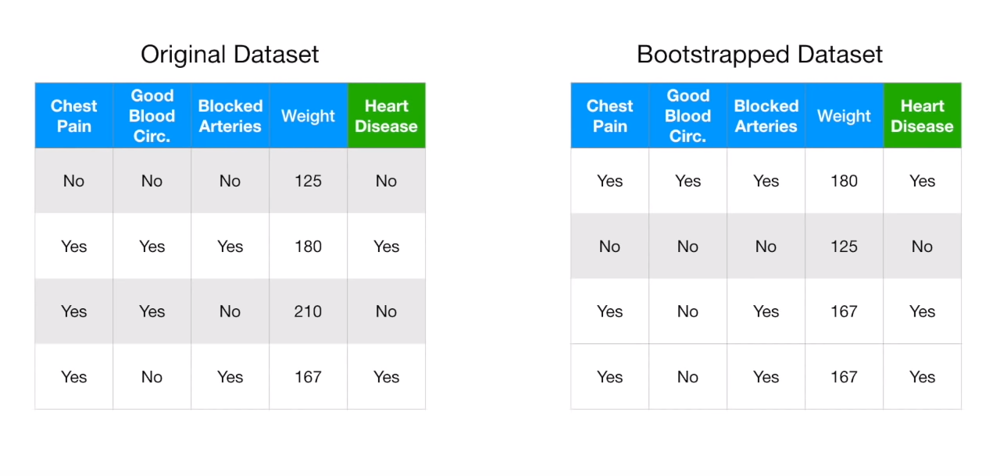 Original Dataset
Chest Pain Good Blood Circ. Blocked Arteries Weight Heart Disease
No No No 125 No
Yes Yes Yes 180 Yes
Yes Yes No 210 No
Yes No Yes 167 Yes
Bootstrapped Dataset
Chest Pain Good Blood Circ. Blocked Arteries Weight Heart Disease
Yes Yes Yes 180 Yes
No No No 125 No
Yes No Yes 167 Yes
Yes No Yes 167 Yes